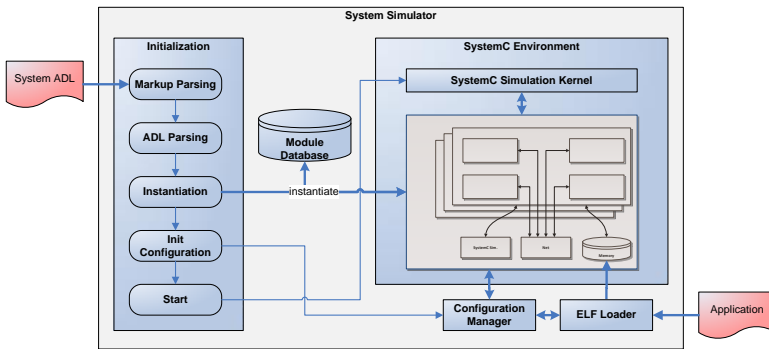 System Simulator
Initialization
SystemC Environment
System ADL
Markup Parsing
SystemC Simulation Kernel
ADL Parsing
Module
Database
Instantiation
instantiate
Init
Configuration
SystemC Sim.
Net
Memory
Start
Configuration
Manager
ELF Loader
Application